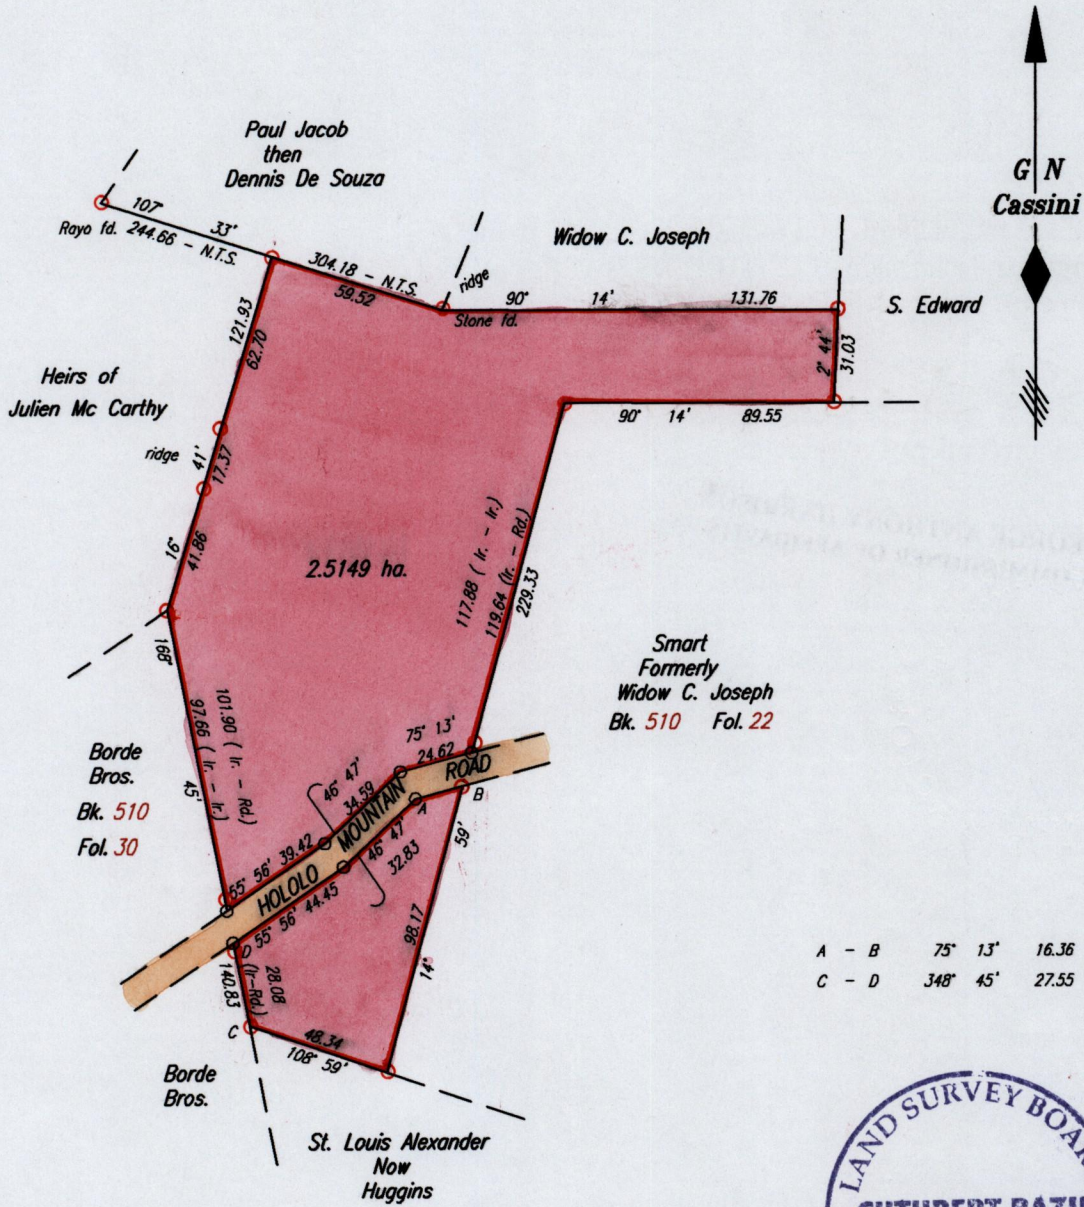 Paul Jacob
then
Dennis De Souza
G N
Cassini
107° 33'
Rayo fd. 244.66 - N.T.S.
304.18 - N.T.S.
59.52
ridge
Widow C. Joseph
Stone fd.
90° 14' 131.76
S. Edward
2° 44'
31.03
90° 14' 89.55
121.93
62.70
Heirs of
Julien Mc Carthy
ridge
41'
17.37
16°
41.86
2.5149 ha.
117.88 ( Ir. - Ir.)
119.64 (Ir. - Rd.)
229.33
168°
101.90 ( Ir. - Rd.)
97.66 ( Ir. - Ir.)
45'
Smart
Formerly
Widow C. Joseph
Bk. 510 Fol. 22
Borde
Bros.
Bk. 510
Fol. 30
75° 13'
24.62
46° 47'
34.59
55° 56' 39.42
HOLOLO MOUNTAIN ROAD
A
B
46° 47'
32.83
55° 56' 44.45
59'
98.17
14°
D
28.08
(Ir-Rd.)
140.83
C
48.34
108° 59'
A - B 75° 13' 16.36
C - D 348° 45' 27.55
Borde
Bros.
St. Louis Alexander
Now
Huggins
LAND SURVEY BOAR